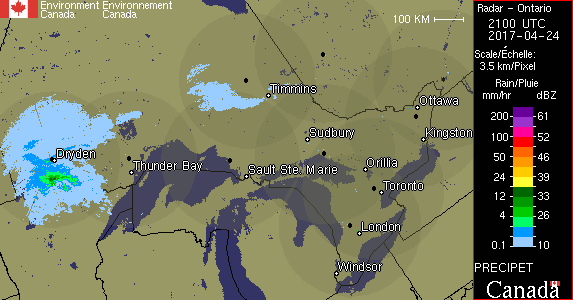 Environment Environnement
Canada Canada
100 KM
Timmins
Ottawa
Sudbury
Kingston
Dryden
Thunder Bay
Sault Ste. Marie
Orillia
Toronto
London
Windsor
Radar - Ontario
2100 UTC
2017-04-24
Scale/Échelle:
3.5 km/Pixel
Rain/Pluie
mm/hr dBZ
200 61
100 52
50 46
24 39
12 33
4 26
0.1 10
PRECIPET
Canada